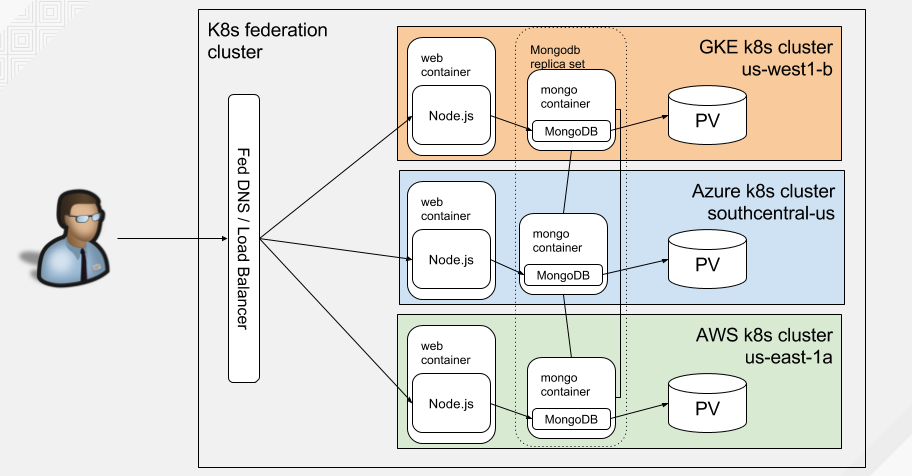 K8s federation
cluster
Fed DNS / Load Balancer
GKE k8s cluster
us-west1-b
web
container
Node.js
Mongodb
replica set
mongo
container
MongoDB
PV
Azure k8s cluster
southcentral-us
web
container
Node.js
mongo
container
MongoDB
PV
AWS k8s cluster
us-east-1a
web
container
Node.js
mongo
container
MongoDB
PV